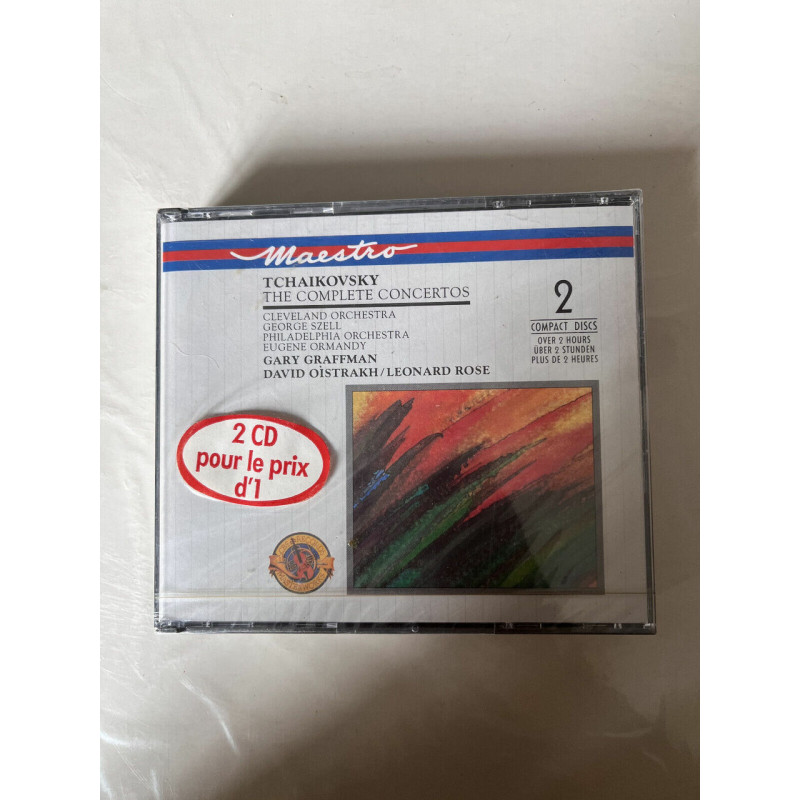 Maestro
TCHAIKOVSKY
THE COMPLETE CONCERTOS
CLEVELAND ORCHESTRA
GEORGE SZELL
PHILADELPHIA ORCHESTRA
EUGENE ORMANDY
GARY GRAFFMAN
DAVID OISTRAKH/LEONARD ROSE
2
COMPACT DISCS
OVER 2 HOURS
ÜBER 2 STUNDEN
PLUS DE 2 HEURES
2 CD
pour le prix
d'1